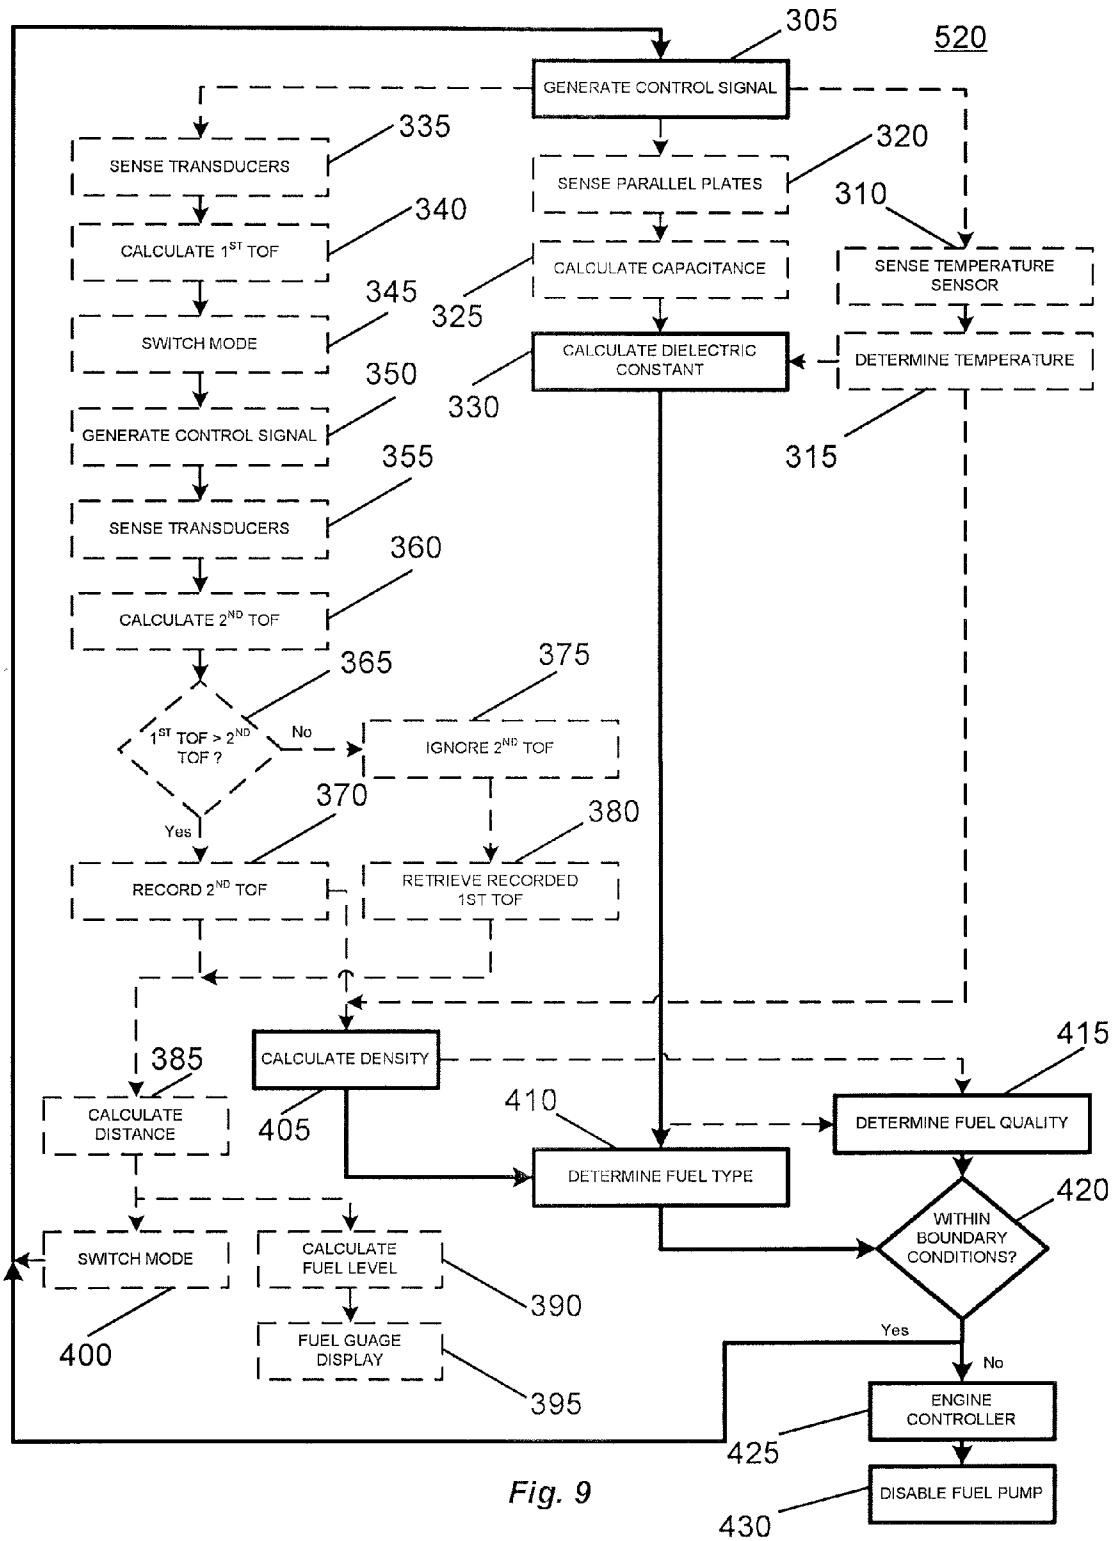 305
520
GENERATE CONTROL SIGNAL
335
SENSE TRANSDUCERS
320
SENSE PARALLEL PLATES
310
340
CALCULATE 1ST TOF
SENSE TEMPERATURE
SENSOR
CALCULATE CAPACITANCE
325
345
SWITCH MODE
CALCULATE DIELECTRIC
CONSTANT
330
DETERMINE TEMPERATURE
315
350
GENERATE CONTROL SIGNAL
355
SENSE TRANSDUCERS
360
CALCULATE 2ND TOF
365
1ST TOF > 2ND
TOF ?
No
375
IGNORE 2ND TOF
370
Yes
RECORD 2ND TOF
380
RETRIEVE RECORDED
1ST TOF
CALCULATE DENSITY
405
415
DETERMINE FUEL QUALITY
385
CALCULATE
DISTANCE
410
DETERMINE FUEL TYPE
420
WITHIN
BOUNDARY
CONDITIONS?
SWITCH MODE
400
CALCULATE
FUEL LEVEL
390
FUEL GUAGE
DISPLAY
395
Yes
No
ENGINE
CONTROLLER
425
DISABLE FUEL PUMP
430
Fig. 9